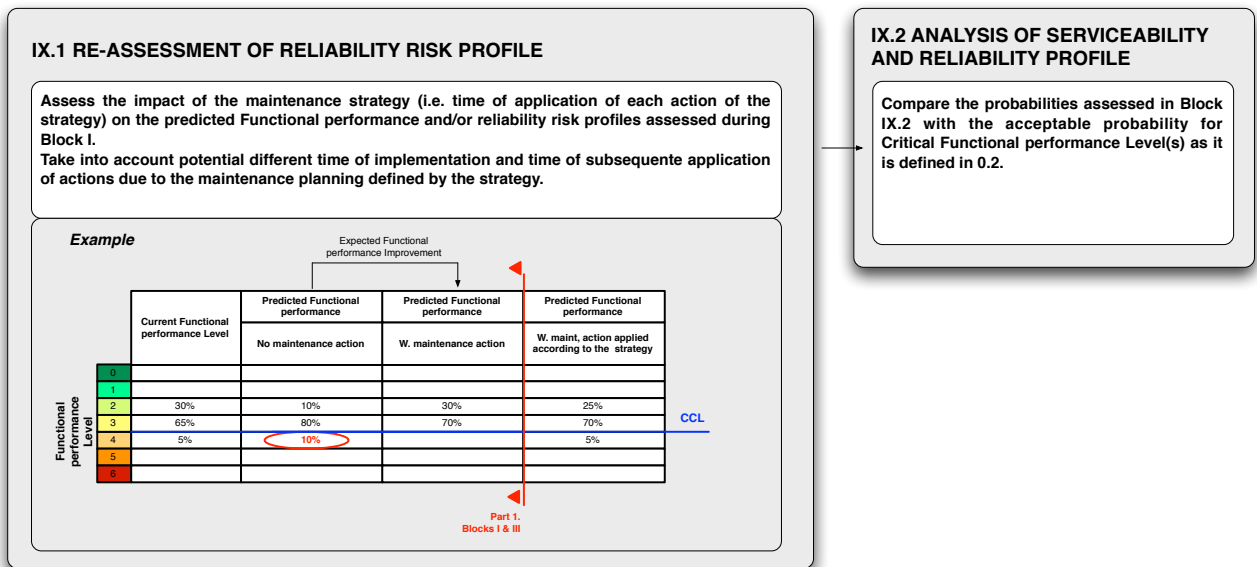 IX.1 RE-ASSESSMENT OF RELIABILITY RISK PROFILE
Assess the impact of the maintenance strategy (i.e. time of application of each action of the
strategy) on the predicted Functional performance and/or reliability risk profiles assessed during
Block I.
Take into account potential different time of implementation and time of subsequente application
of actions due to the maintenance planning defined by the strategy.
Example
Expected Functional
performance Improvement
Current Functional
performance Level
Predicted Functional
performance
No maintenance action
Predicted Functional
performance
W. maintenance action
Predicted Functional
performance
W. maint, action applied
according to the strategy
Functional
performance
Level
0
1
2 30% 10% 30% 25%
3 65% 80% 70% 70%
CCL
4 5% 10% 5%
5
6
Part 1.
Blocks I & III
IX.2 ANALYSIS OF SERVICEABILITY
AND RELIABILITY PROFILE
Compare the probabilities assessed in Block
IX.2 with the acceptable probability for
Critical Functional performance Level(s) as it
is defined in 0.2.